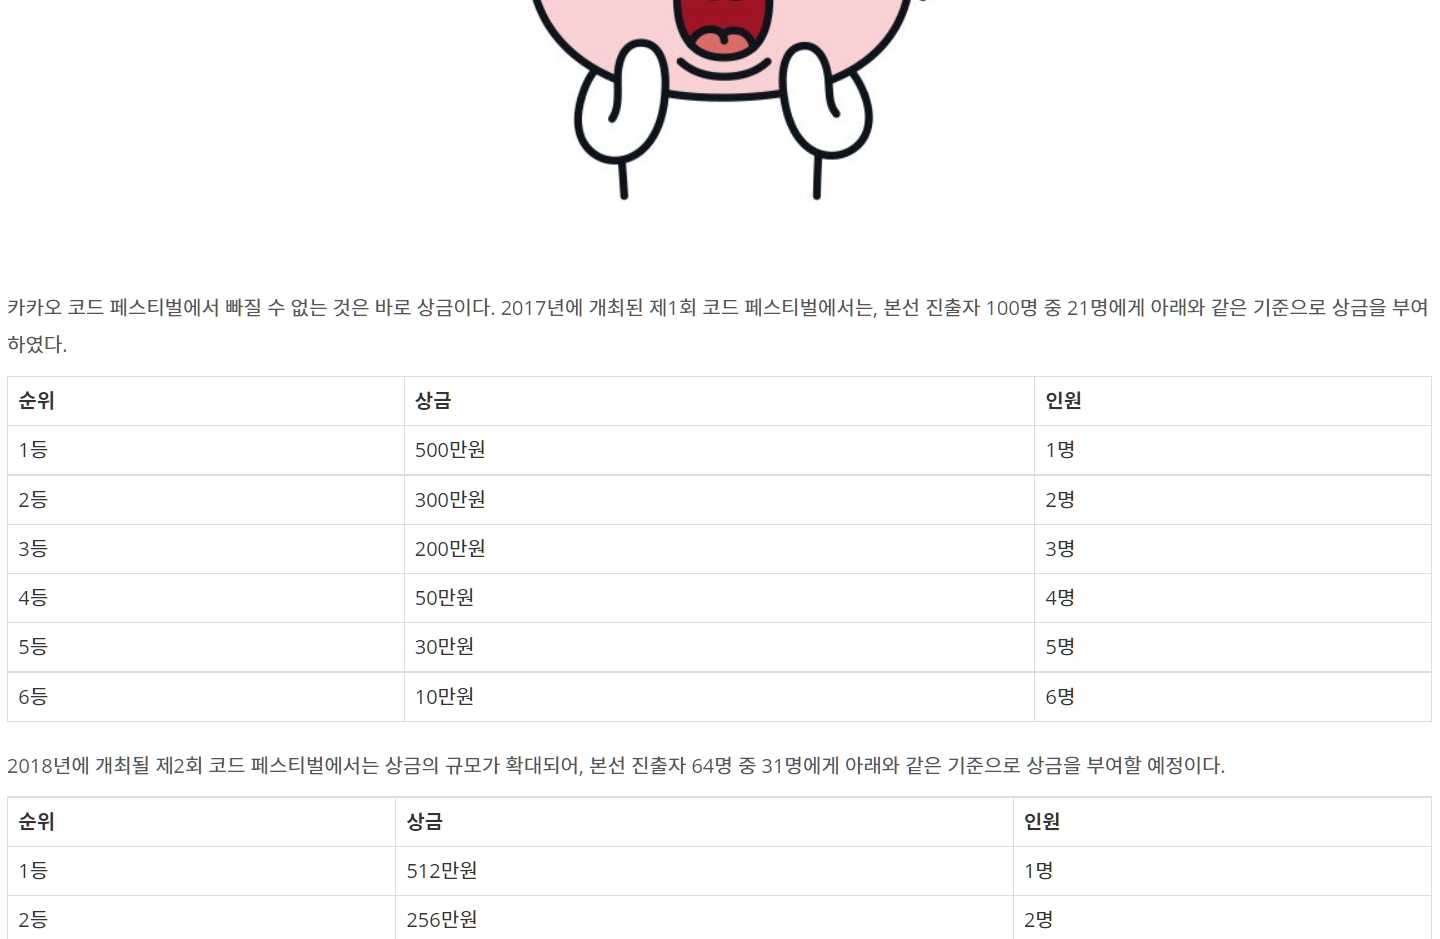 카카오 코드 페스티벌에서 빠질 수 없는 것은 바로 상금이다. 2017년에 개최된 제1회 코드 페스티벌에서는, 본선 진출자 100명 중 21명에게 아래와 같은 기준으로 상금을 부여
하였다.
순위 상금 인원
1등 500만원 1명
2등 300만원 2명
3등 200만원 3명
4등 50만원 4명
5등 30만원 5명
6등 10만원 6명
2018년에 개최될 제2회 코드 페스티벌에서는 상금의 규모가 확대되어, 본선 진출자 64명 중 31명에게 아래와 같은 기준으로 상금을 부여할 예정이다.
순위 상금 인원
1등 512만원 1명
2등 256만원 2명